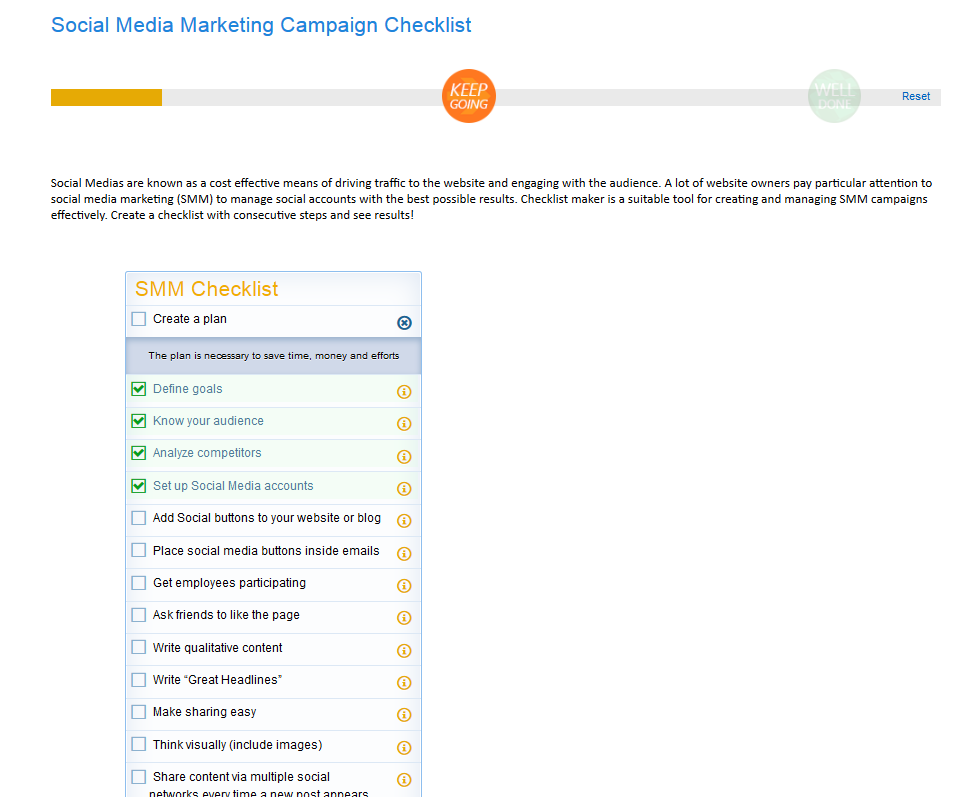 Social Media Marketing Campaign Checklist
KEEP
GOING
WELL
DONE
Reset
Social Medias are known as a cost effective means of driving traffic to the website and engaging with the audience. A lot of website owners pay particular attention to
social media marketing (SMM) to manage social accounts with the best possible results. Checklist maker is a suitable tool for creating and managing SMM campaigns
effectively. Create a checklist with consecutive steps and see results!
SMM Checklist
Create a plan
The plan is necessary to save time, money and efforts
Define goals
Know your audience
Analyze competitors
Set up Social Media accounts
Add Social buttons to your website or blog
Place social media buttons inside emails
Get employees participating
Ask friends to like the page
Write qualitative content
Write “Great Headlines”
Make sharing easy
Think visually (include images)
Share content via multiple social
networks every time a new post appears